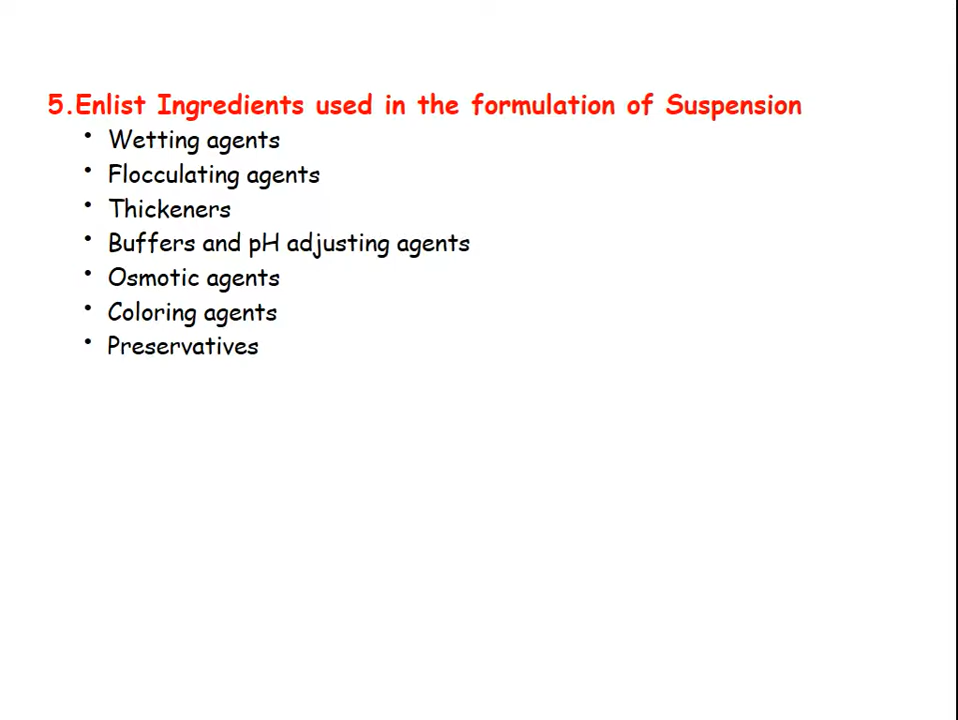 5.Enlist Ingredients used in the formulation of Suspension
• Wetting agents
• Flocculating agents
• Thickeners
• Buffers and pH adjusting agents
• Osmotic agents
• Coloring agents
• Preservatives